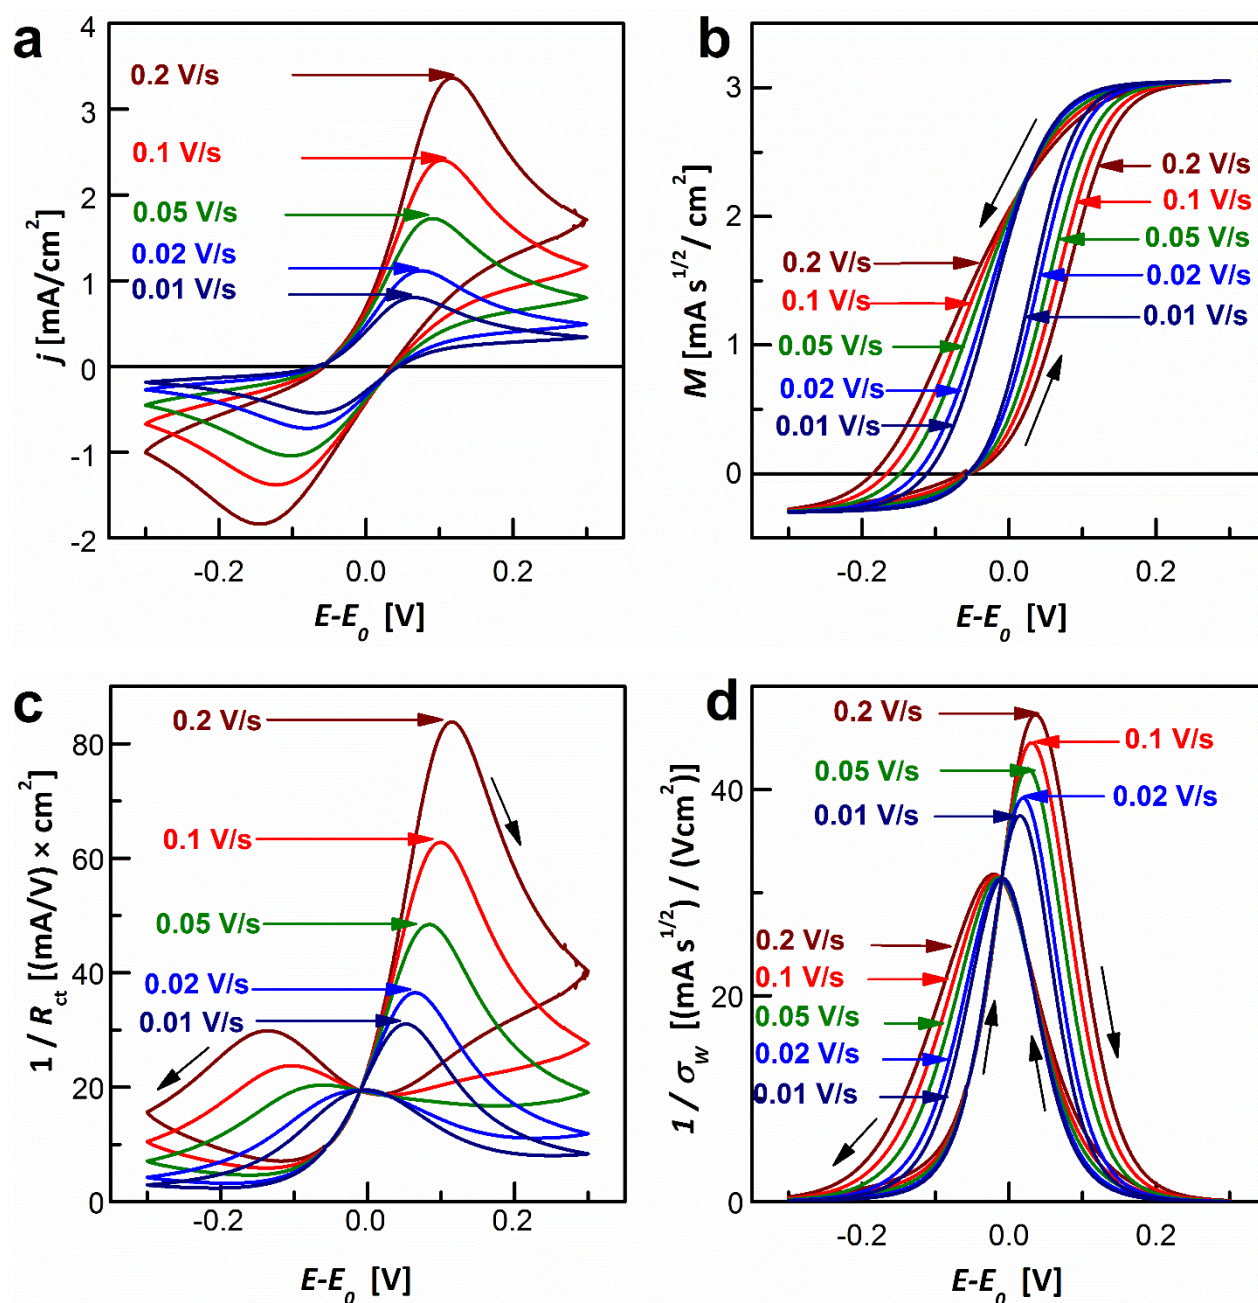 a
4
3
2
1
0
-1
-2
j [mA/cm²]
0.2 V/s
0.1 V/s
0.05 V/s
0.02 V/s
0.01 V/s
-0.2 0.0 0.2
E-E₀ [V]
b
3
2
1
0
M [mA s^1/2 / cm²]
0.2 V/s
0.1 V/s
0.05 V/s
0.02 V/s
0.01 V/s
0.2 V/s
0.1 V/s
0.05 V/s
0.02 V/s
0.01 V/s
-0.2 0.0 0.2
E-E₀ [V]
c
80
60
40
20
0
1 / R_ct [(mA/V) × cm²]
0.2 V/s
0.1 V/s
0.05 V/s
0.02 V/s
0.01 V/s
-0.2 0.0 0.2
E-E₀ [V]
d
40
20
0
1 / σ_W [(mA s^1/2) / (Vcm²)]
0.2 V/s
0.1 V/s
0.05 V/s
0.02 V/s
0.01 V/s
0.2 V/s
0.1 V/s
0.05 V/s
0.02 V/s
0.01 V/s
-0.2 0.0 0.2
E-E₀ [V]